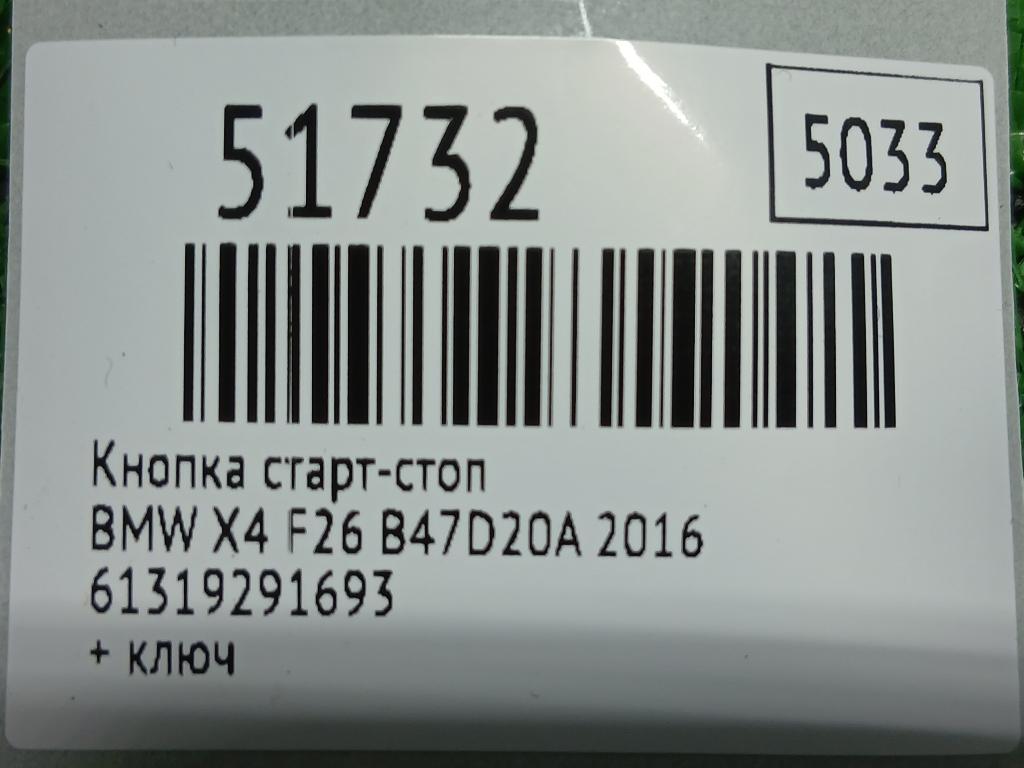 51732
5033
Кнопка старт-стоп
BMW X4 F26 B47D20A 2016
61319291693
+ ключ